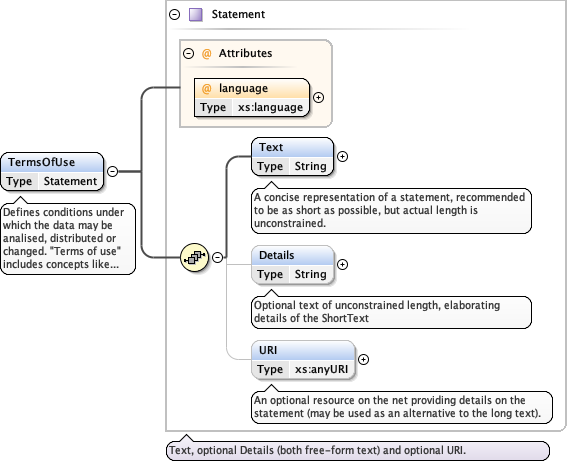 Statement
@ Attributes
@ language
Type xs:language
TermsOfUse
Type Statement
Defines conditions under
which the data may be
analised, distributed or
changed. "Terms of use"
includes concepts like...
Text
Type String
A concise representation of a statement, recommended
to be as short as possible, but actual length is
unconstrained.
Details
Type String
Optional text of unconstrained length, elaborating
details of the ShortText
URI
Type xs:anyURI
An optional resource on the net providing details on the
statement (may be used as an alternative to the long text).
Text, optional Details (both free-form text) and optional URI.